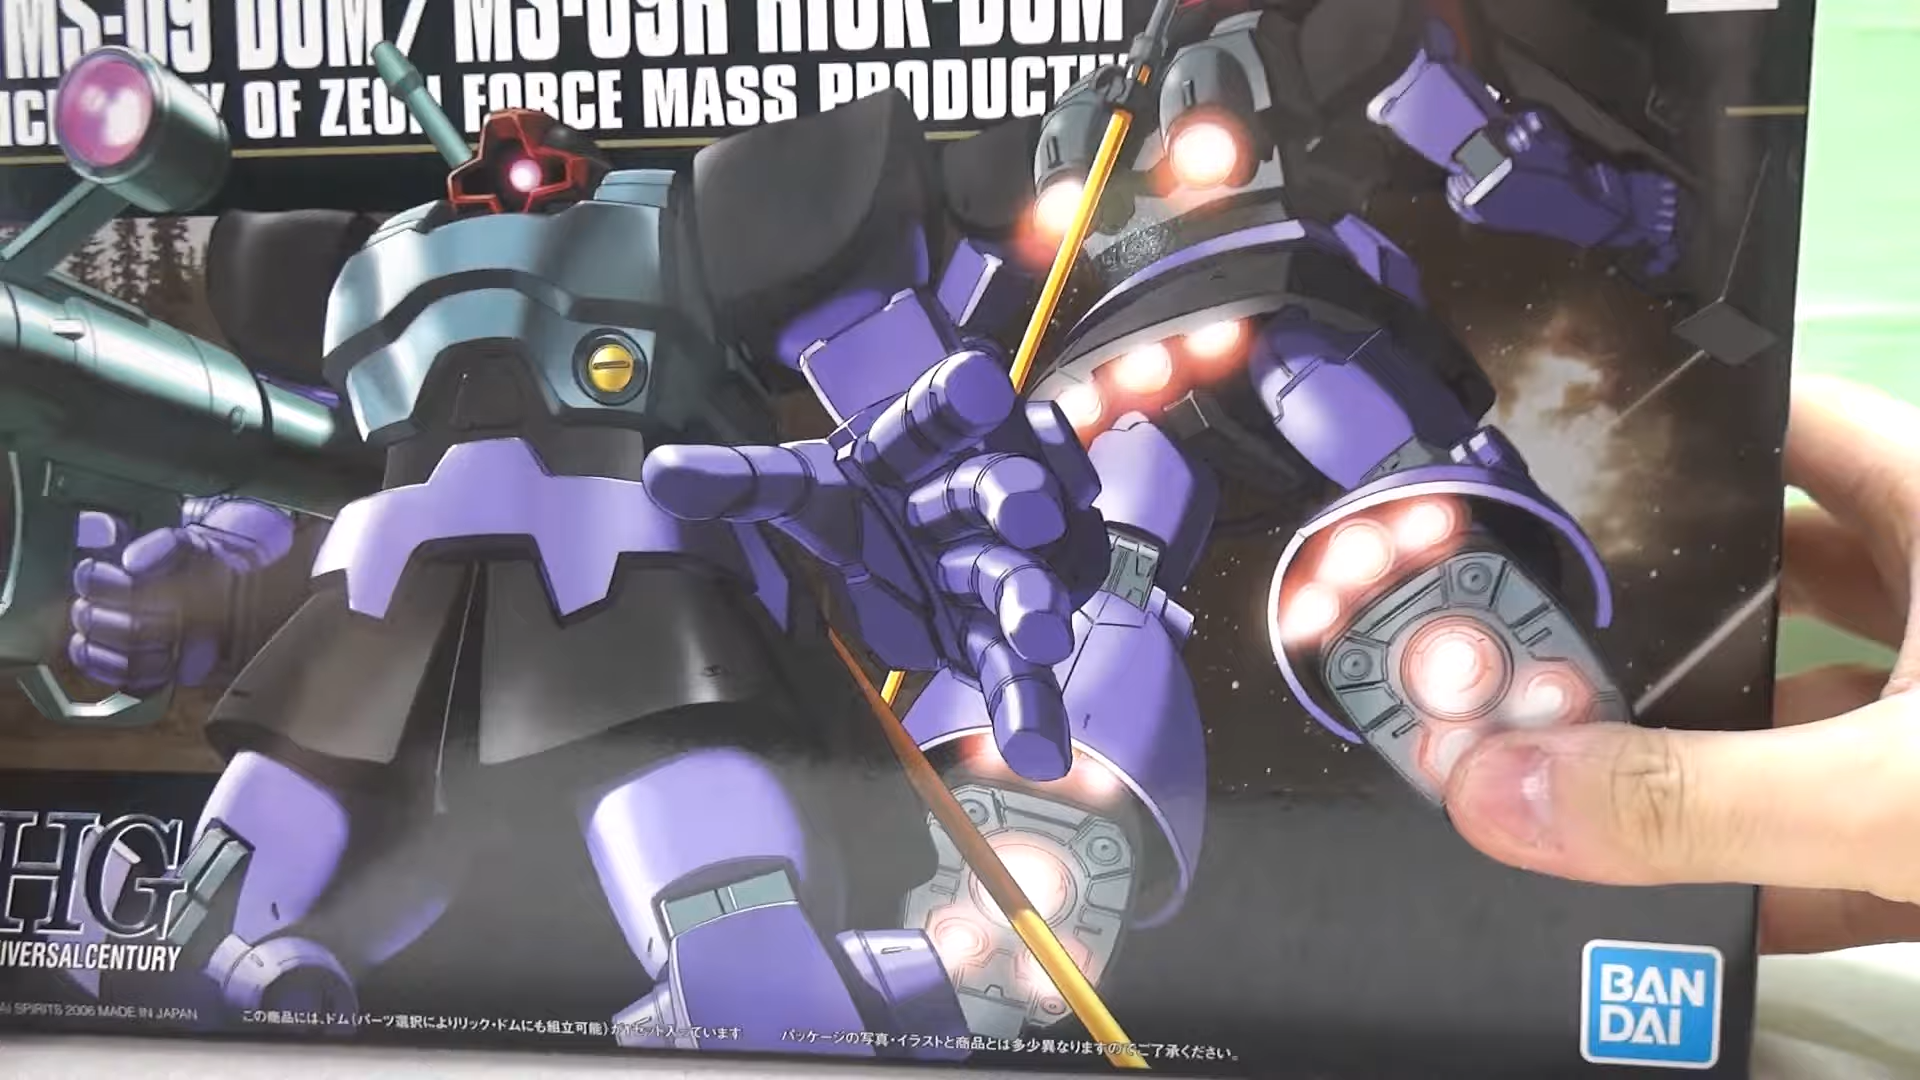 MS-09 DOM / MS-09R RICK-DOM
OF ZEON FORCE MASS PRODUCTIV
HG
IVERSALCENTURY
AI SPIRITS 2006 MADE IN JAPAN
この商品には、ドム(パーツ選択によりリック・ドムにも組立可能)が1セット入っています
パッケージの写真・イラストと商品とは多少異なりますのでご了承ください。
BAN
DAI